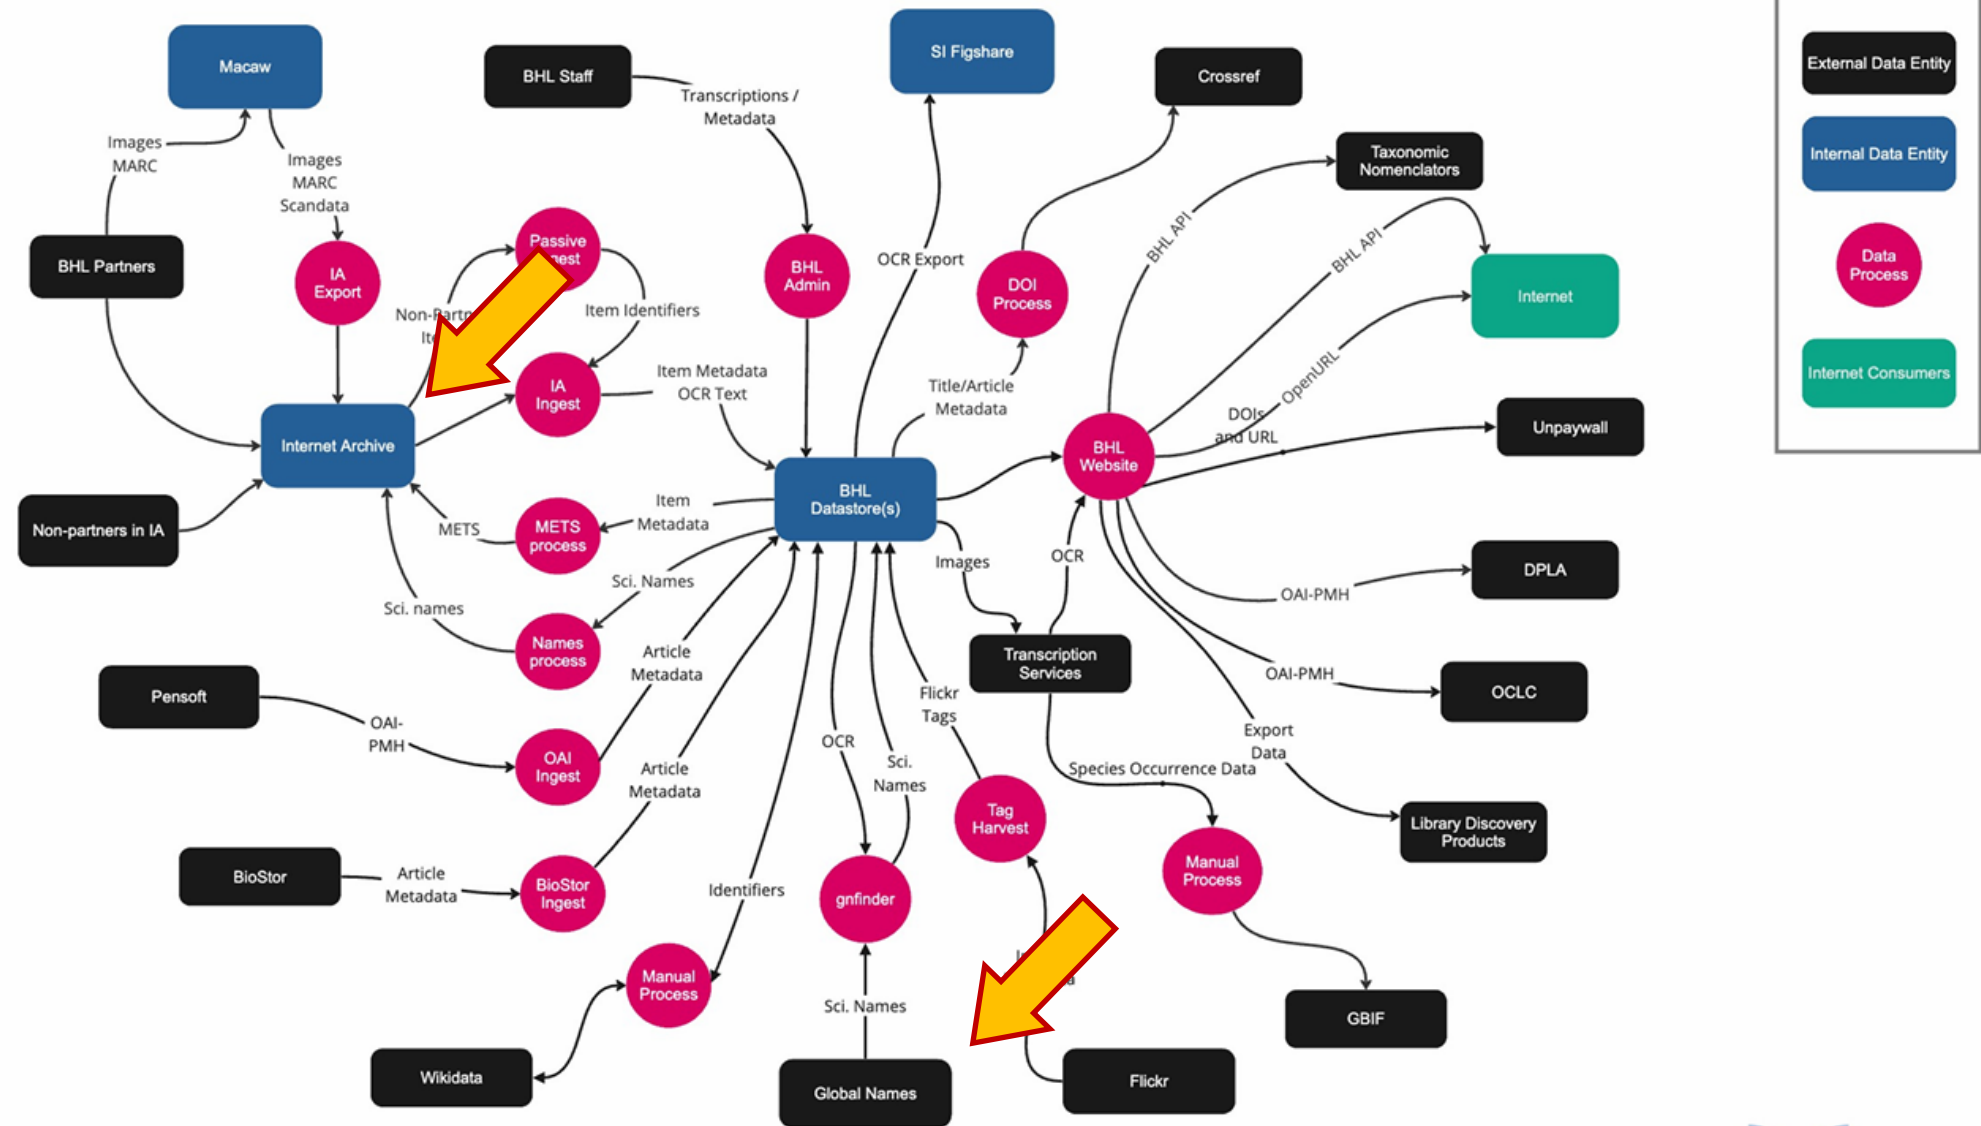 Macaw
BHL Staff
SI Figshare
Crossref
External Data Entity
Transcriptions /
Metadata
Images
MARC
Images
MARC
Scandata
Taxonomic
Nomenclators
Internal Data Entity
BHL Partners
IA
Export
Passive
BHL
Admin
OCR Export
DOI
Process
BHL API
BHL API
Internet
Data
Process
Item Identifiers
IA
Ingest
Item Metadata
OCR Text
Title/Article
Metadata
OpenURL
Internet Consumers
Internet Archive
DOIs
and URL
BHL
Website
Unpaywall
Non-partners in IA
METS
METS
process
Item
Metadata
BHL
Datastore(s)
Images
OCR
DPLA
OAI-PMH
Sci. Names
Sci. names
Names
process
Article
Metadata
Transcription
Services
OAI-PMH
OCLC
Pensoft
OAI-
PMH
OAI
Ingest
Flickr
Tags
OCR
Sci.
Names
Export
Data
Species Occurrence Data
Article
Metadata
Tag
Harvest
Library Discovery
Products
BioStor
Article
Metadata
BioStor
Ingest
Identifiers
gnfinder
Manual
Process
Manual
Process
Sci. Names
GBIF
Wikidata
Global Names
Flickr